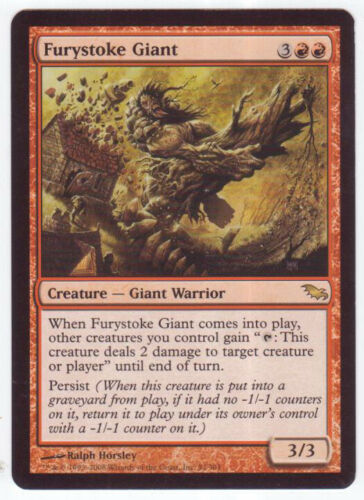 Furystoke Giant 3
Creature — Giant Warrior
When Furystoke Giant comes into play,
other creatures you control gain “ : This
creature deals 2 damage to target creature
or player” until end of turn.
Persist (When this creature is put into a
graveyard from play, if it had no -1/-1 counters
on it, return it to play under its owner's control
with a -1/-1 counter on it.)
Ralph Horsley
3/3